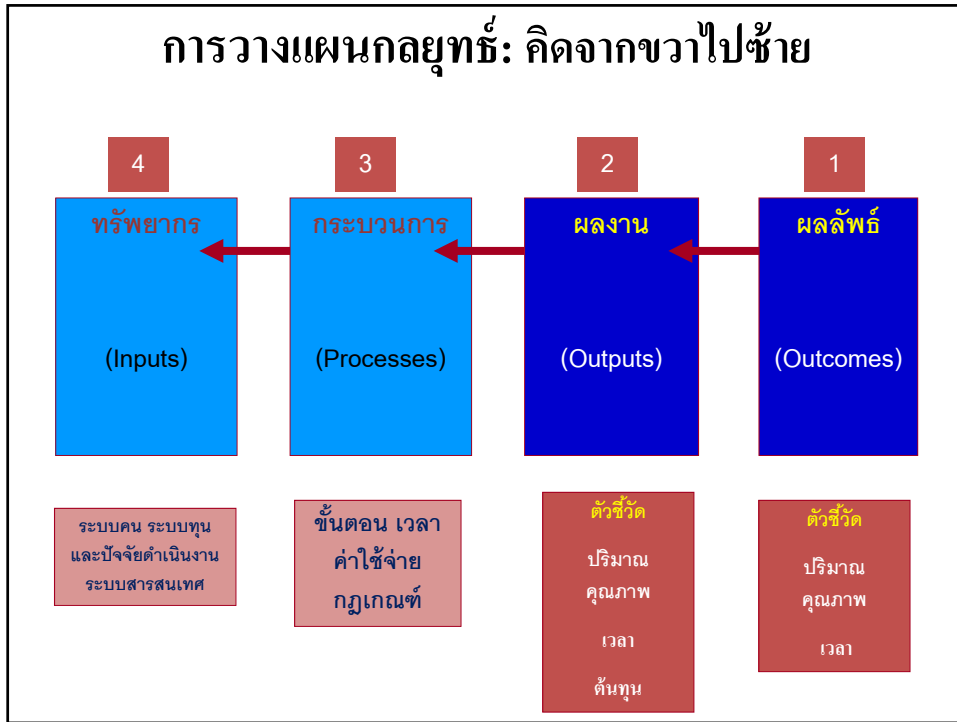 การวางแผนกลยุทธ์: คิดจากขวาไปซ้าย
4
3
2
1
ทรัพยากร
กระบวนการ
ผลงาน
ผลลัพธ์
(Inputs)
(Processes)
(Outputs)
(Outcomes)
ระบบคน ระบบทุน
และปัจจัยดำเนินงาน
ระบบสารสนเทศ
ขั้นตอน เวลา
ค่าใช้จ่าย
กฎเกณฑ์
ตัวชี้วัด
ปริมาณ
คุณภาพ
เวลา
ต้นทุน
ตัวชี้วัด
ปริมาณ
คุณภาพ
เวลา